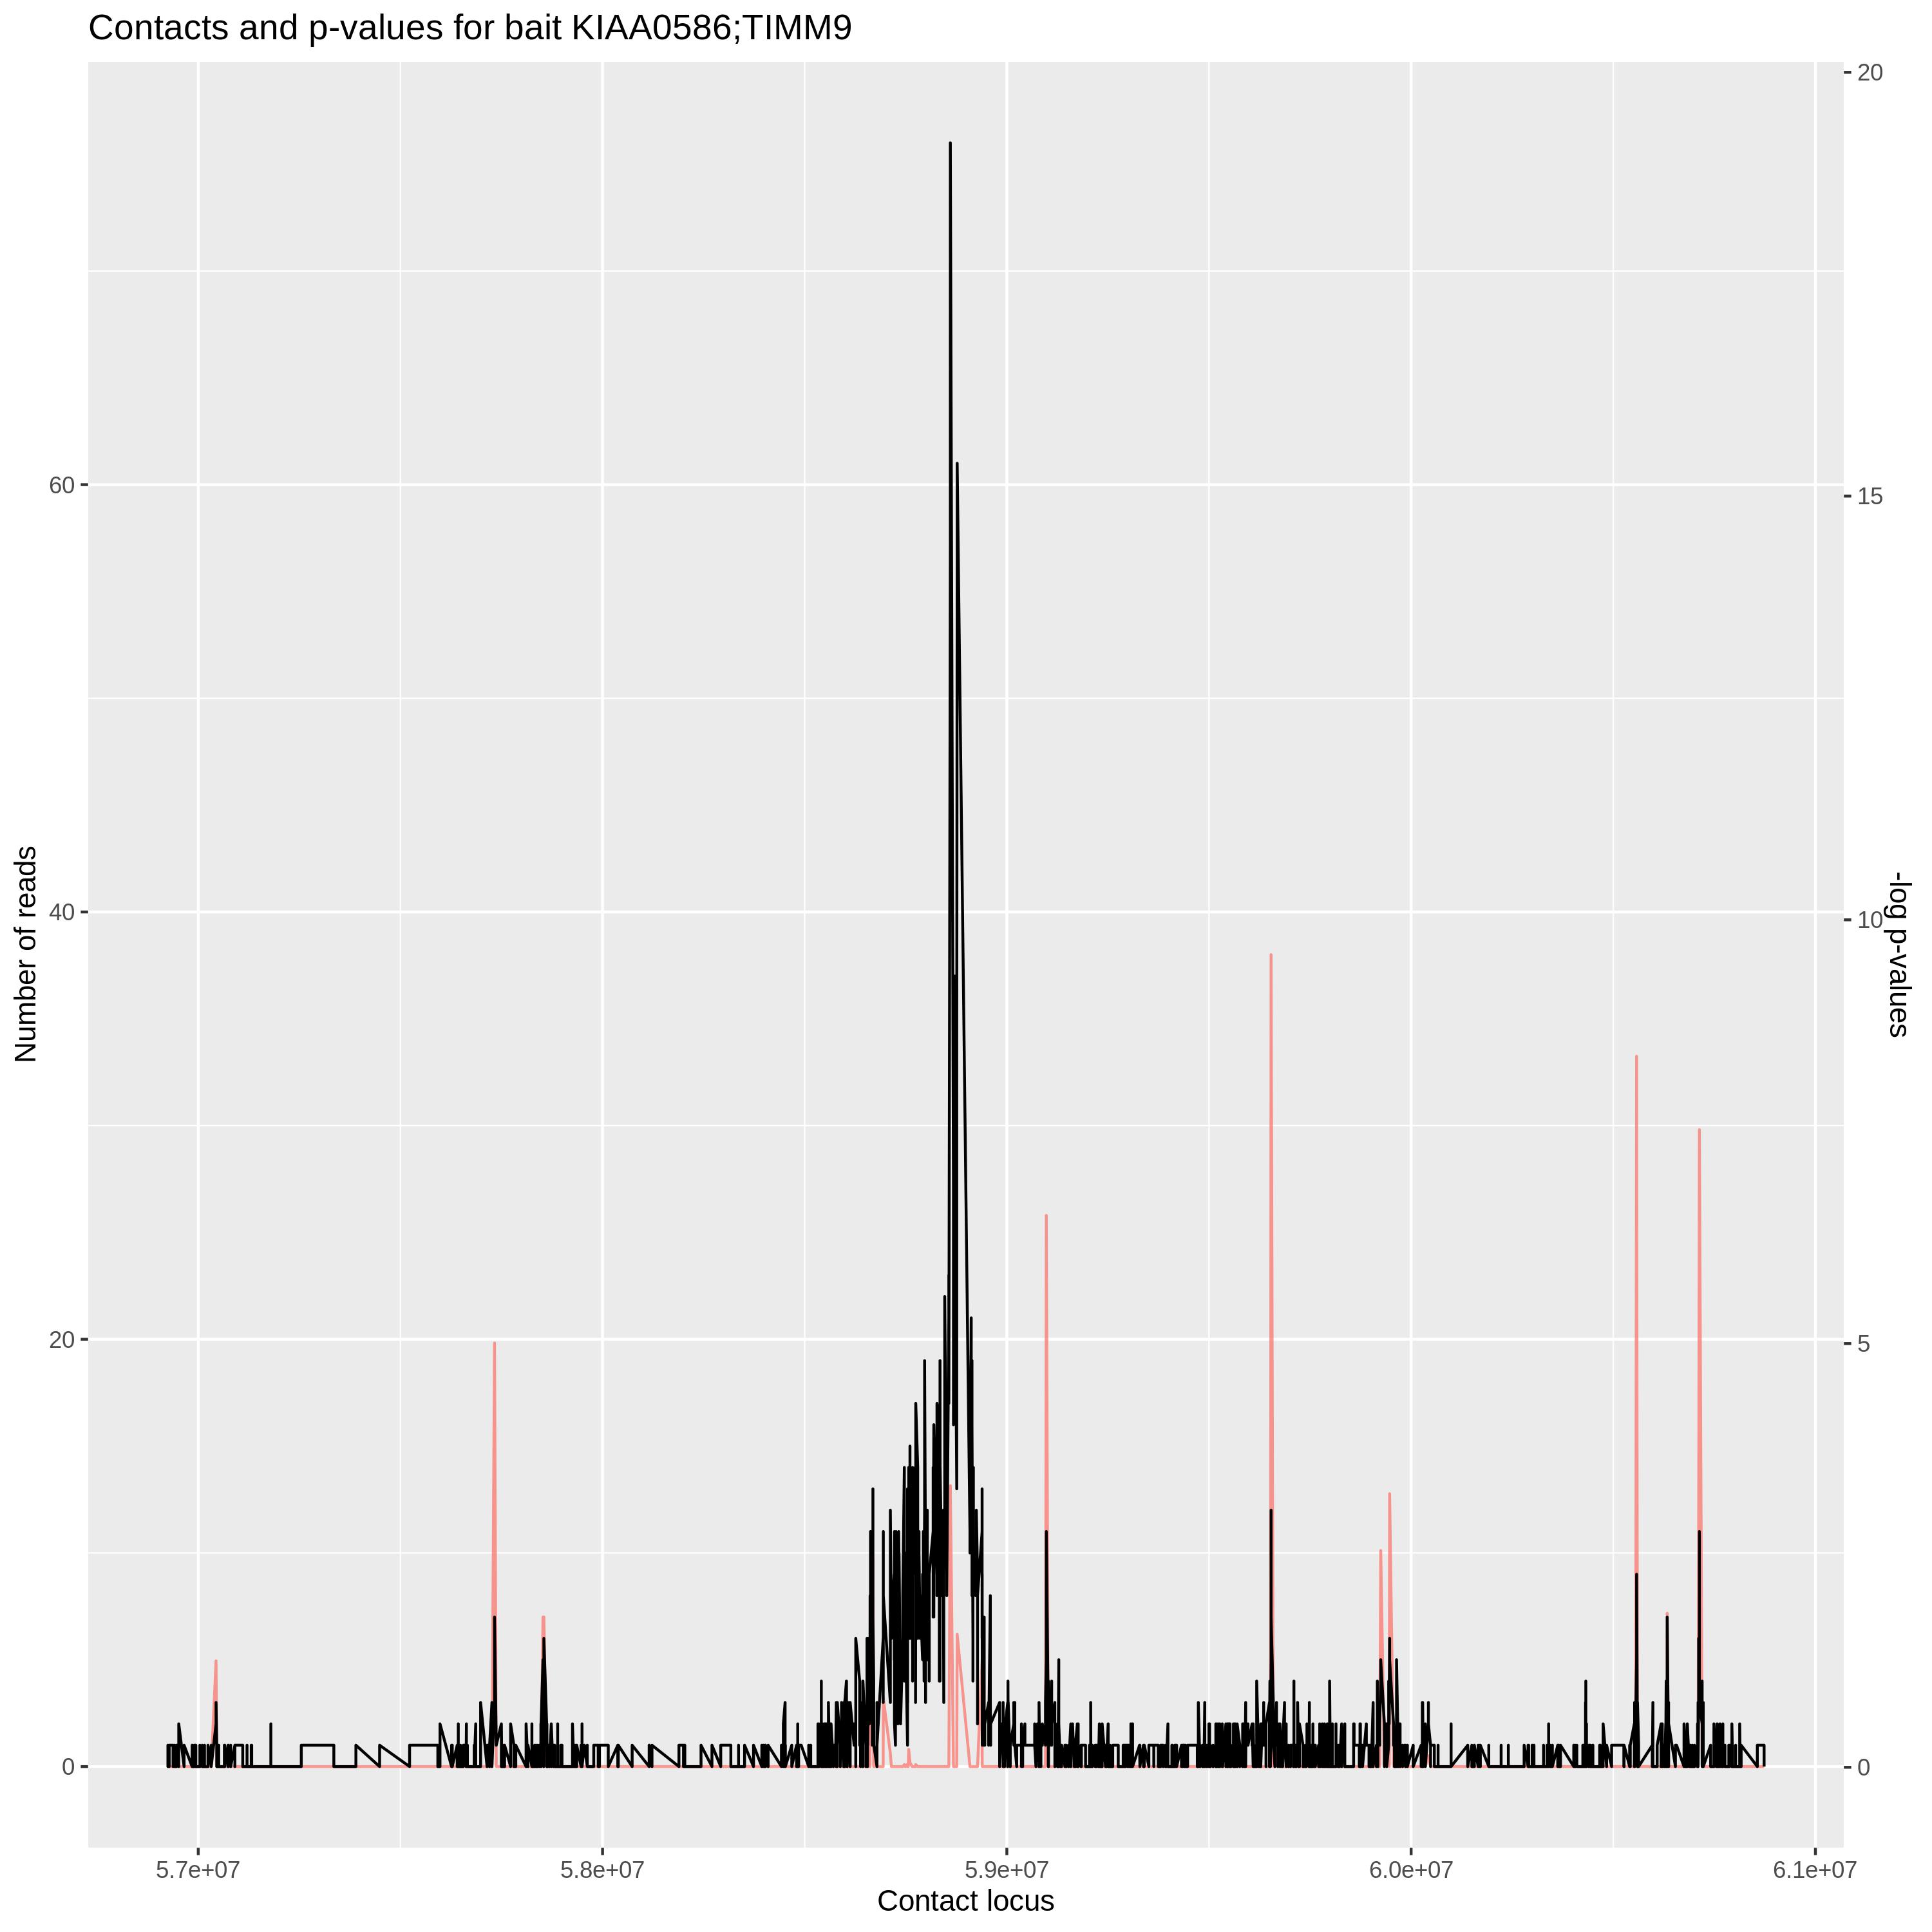 Contacts and p-values for bait KIAA0586;TIMM9
Number of reads
60
40
20
0
20
15
10
5
0
-log p-values
5.7e+07
5.8e+07
5.9e+07
6.0e+07
6.1e+07
Contact locus